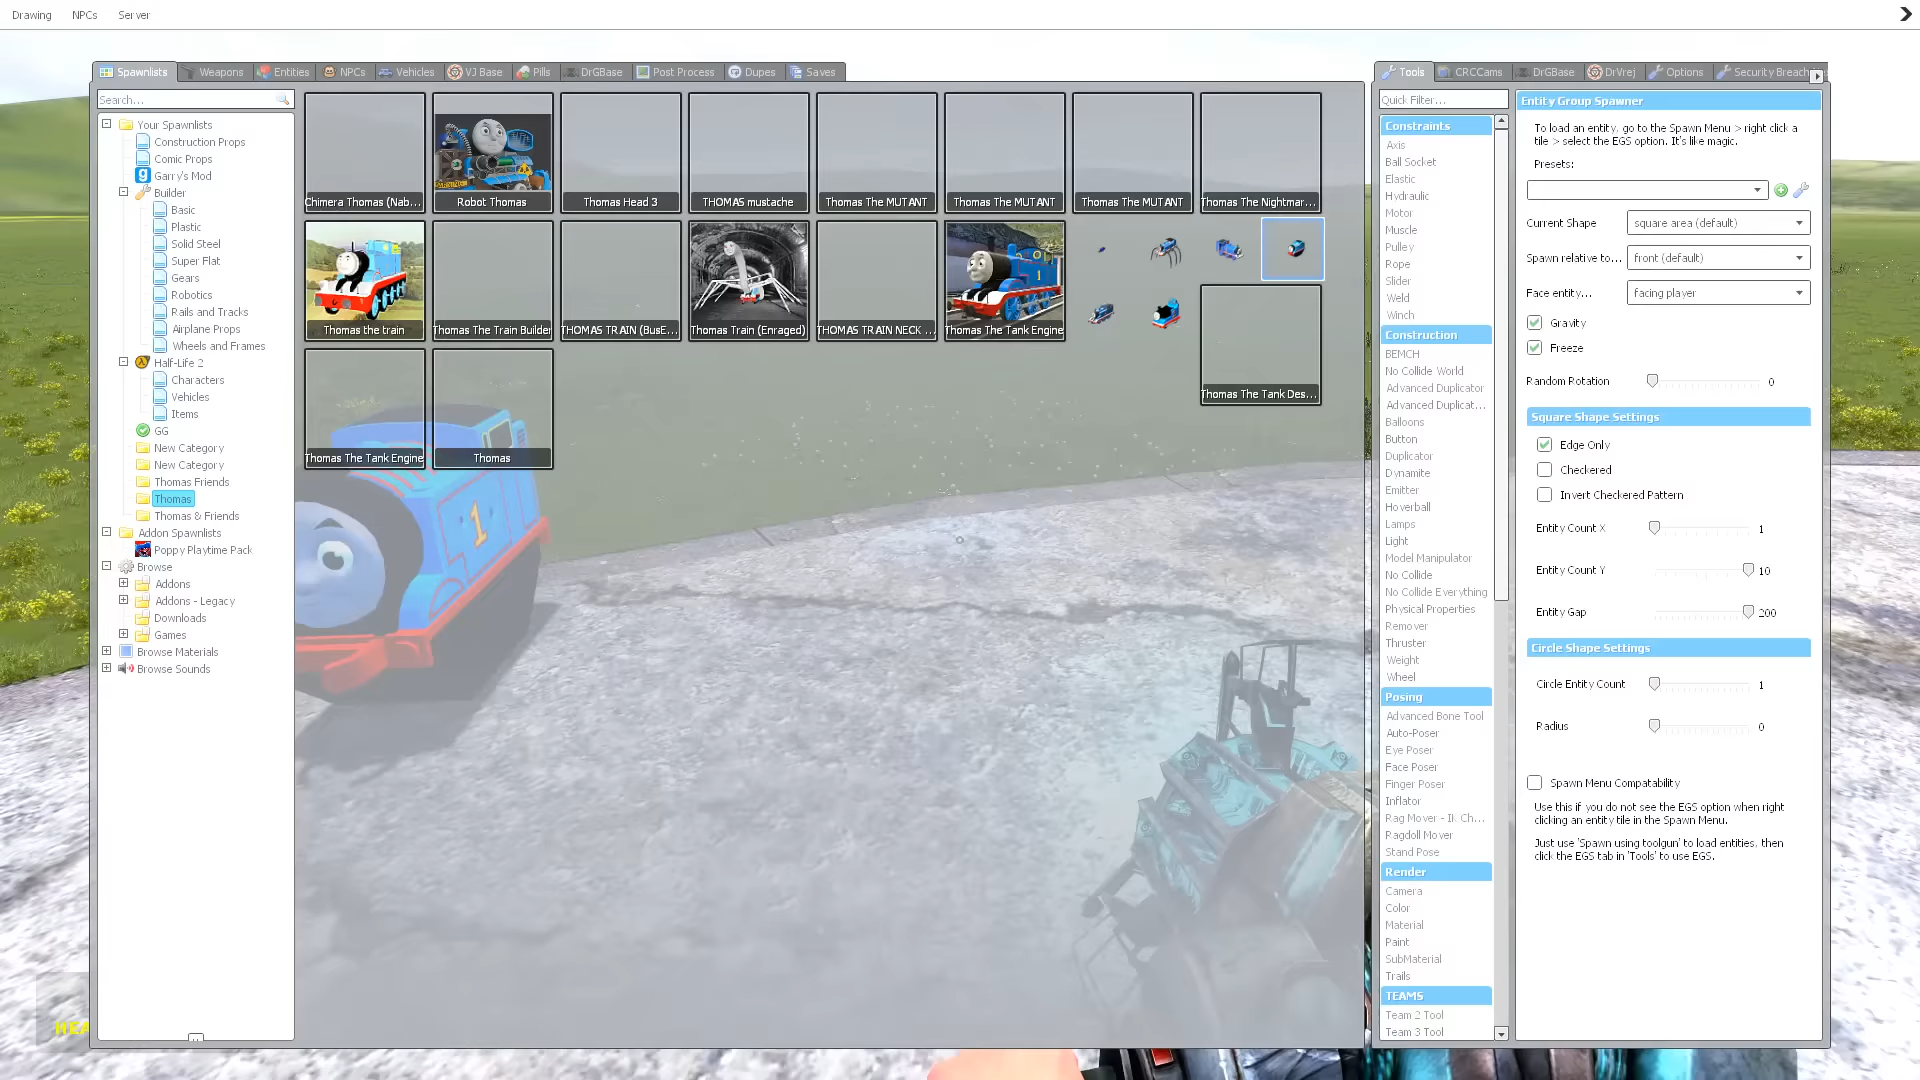 Drawing NPCs Server
Spawnlists Weapons Entities NPCs Vehicles VJ Base Pills DrGBase Post Process Dupes Saves
Search...
Your Spawnlists
Construction Props
Comic Props
Garry's Mod
Builder
Basic
Plastic
Solid Steel
Super Flat
Gears
Robotics
Rails and Tracks
Airplane Props
Wheels and Frames
Half-Life 2
Characters
Vehicles
Items
GG
New Category
New Category
Thomas Friends
Thomas
Thomas & Friends
Addon Spawnlists
Poppy Playtime Pack
Browse
Addons
Addons - Legacy
Downloads
Games
Browse Materials
Browse Sounds
Chimera Thomas (Nab...
Robot Thomas
Thomas Head 3
THOMAS mustache
Thomas The MUTANT
Thomas The MUTANT
Thomas The MUTANT
Thomas The Nightmar...
Thomas the train
Thomas The Train Builder
THOMAS TRAIN (BusE...
Thomas Train (Enraged)
THOMAS TRAIN NECK ...
Thomas The Tank Engine
Thomas The Tank Des...
Thomas The Tank Engine
Thomas
1
HEA
Tools CRCCams DrGBase DrVrej Options Security Breach
Quick Filter...
Constraints
Axis
Ball Socket
Elastic
Hydraulic
Motor
Muscle
Pulley
Rope
Slider
Weld
Winch
Construction
BEMCH
No Collide World
Advanced Duplicator
Advanced Duplicat...
Balloons
Button
Duplicator
Dynamite
Emitter
Hoverball
Lamps
Light
Model Manipulator
No Collide
No Collide Everything
Physical Properties
Remover
Thruster
Weight
Wheel
Posing
Advanced Bone Tool
Auto-Poser
Eye Poser
Face Poser
Finger Poser
Inflator
Rag Mover - Ik Ch...
Ragdoll Mover
Stand Pose
Render
Camera
Color
Material
Paint
SubMaterial
Trails
TEAMS
Team 2 Tool
Team 3 Tool
Entity Group Spawner
To load an entity, go to the Spawn Menu > right click a
tile > select the EGS option. It's like magic.
Presets:
Current Shape square area (default)
Spawn relative to... front (default)
Face entity... facing player
Gravity
Freeze
Random Rotation 0
Square Shape Settings
Edge Only
Checkered
Invert Checkered Pattern
Entity Count X 1
Entity Count Y 10
Entity Gap 200
Circle Shape Settings
Circle Entity Count 1
Radius 0
Spawn Menu Compatability
Use this if you do not see the EGS option when right
clicking an entity tile in the Spawn Menu.
Just use 'Spawn using toolgun' to load entities, then
click the EGS tab in 'Tools' to use EGS.